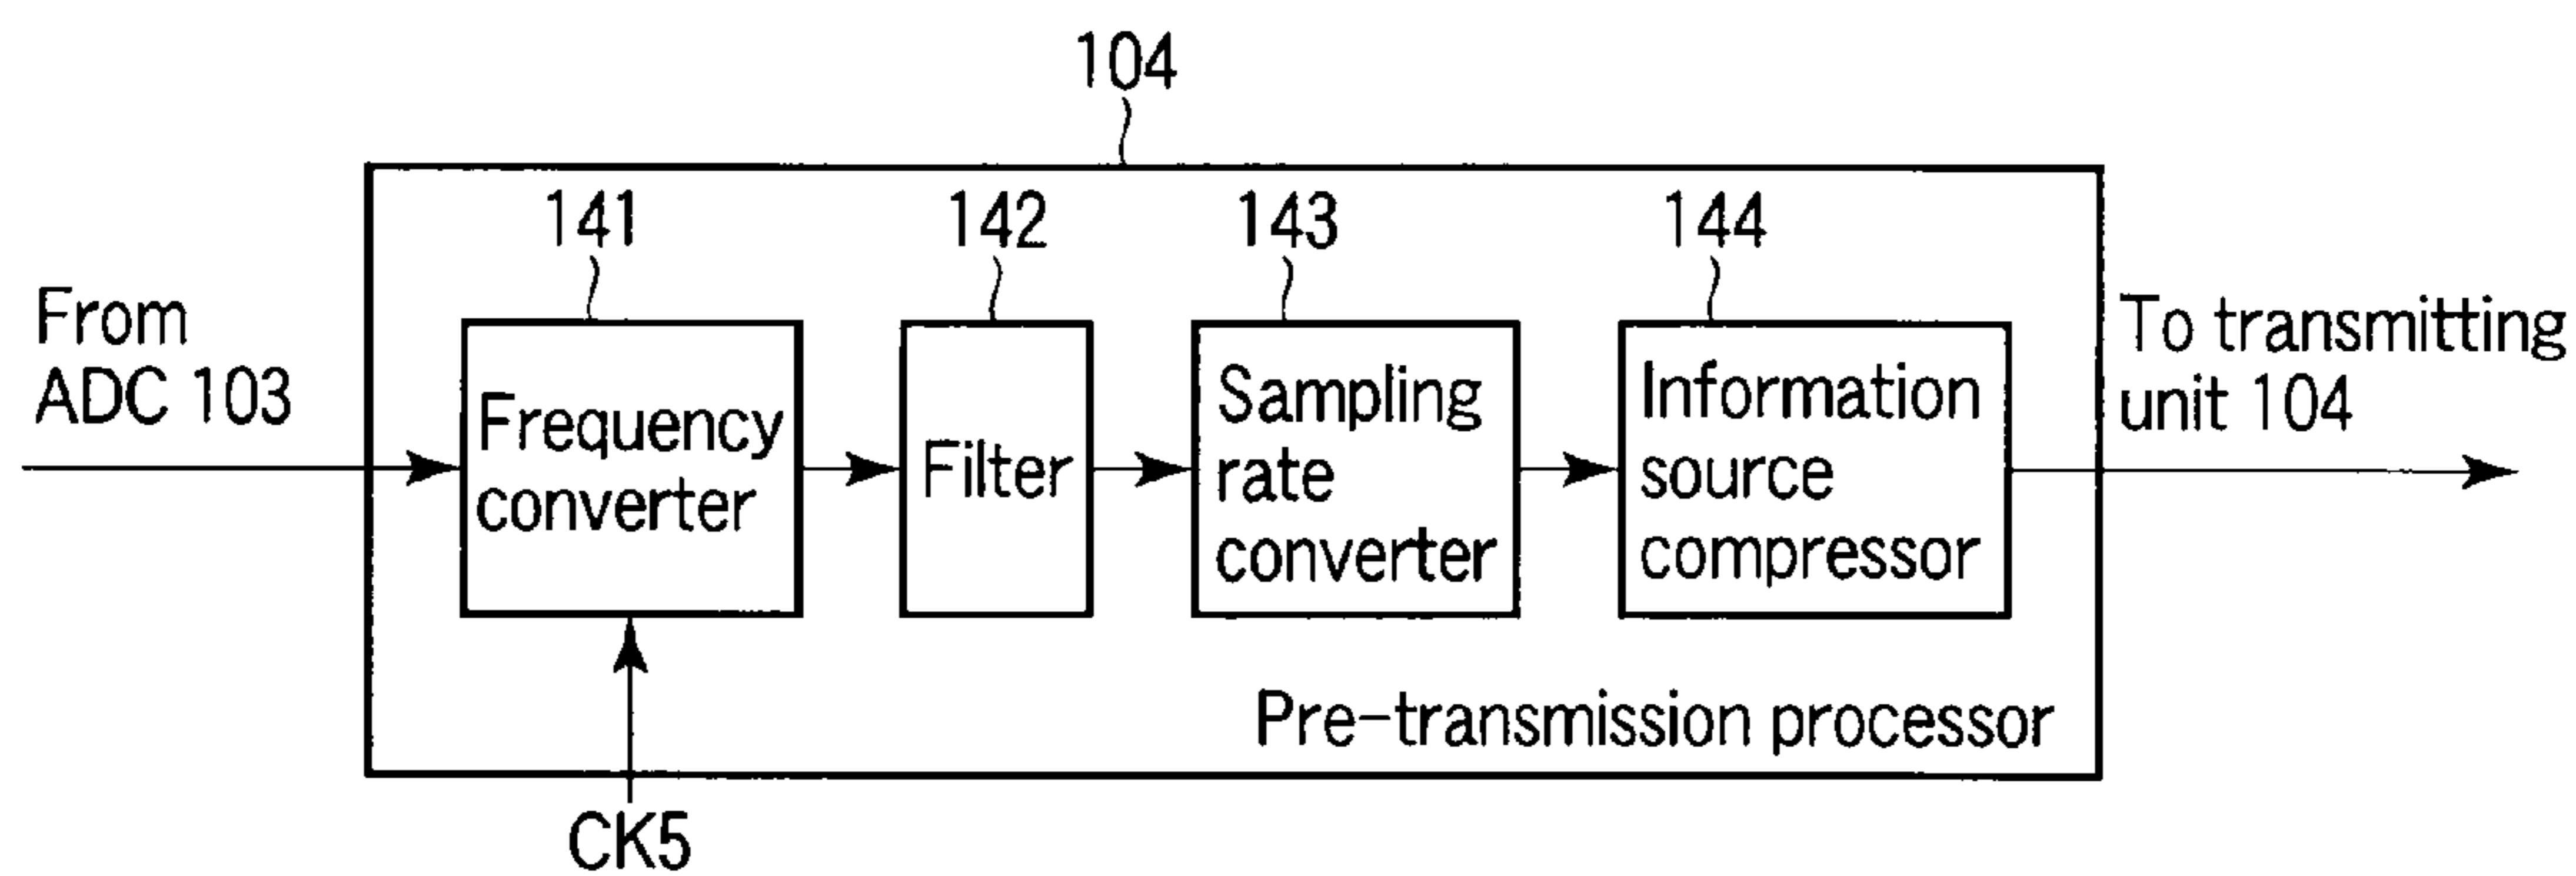 104
141
142
143
144
From
ADC 103
Frequency
converter
Filter
Sampling
rate
converter
Information
source
compressor
To transmitting
unit 104
Pre-transmission processor
CK5